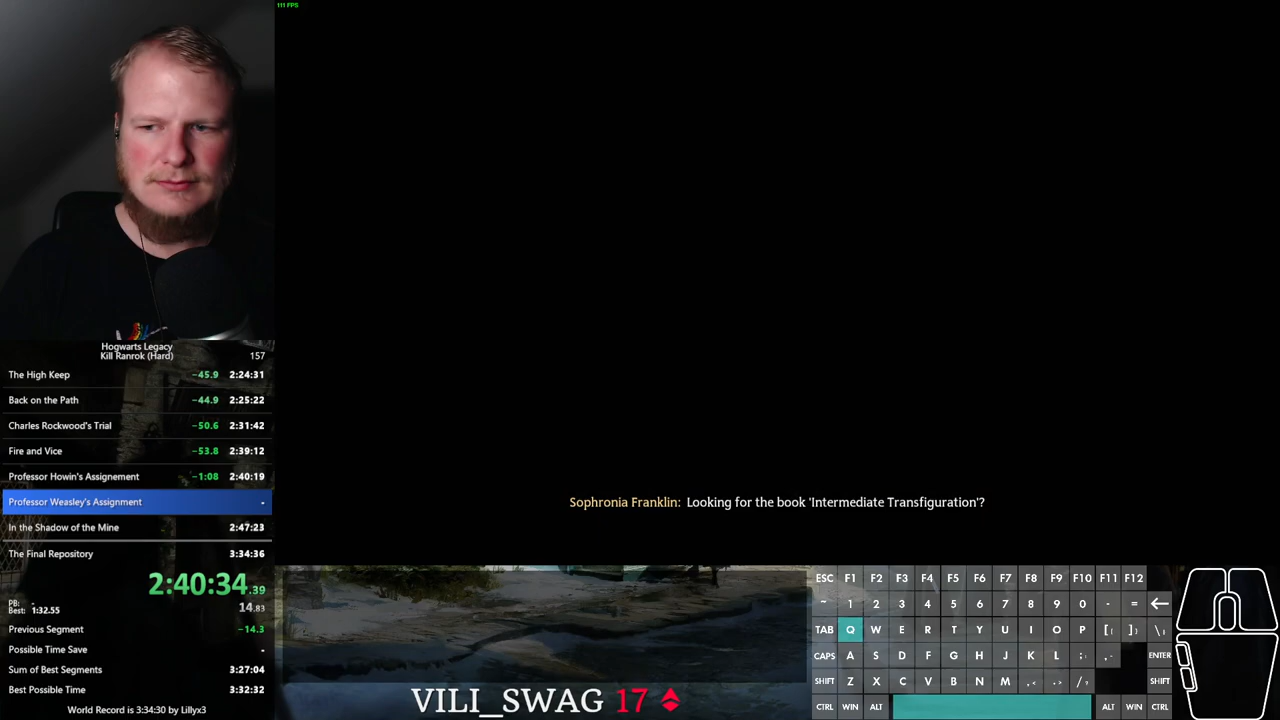 111 FPS
Sophronia Franklin: Looking for the book 'Intermediate Transfiguration'?
Hogwarts Legacy
Kill Ranrok (Hard) 157
The High Keep -45.9 2:24:31
Back on the Path -44.9 2:25:22
Charles Rockwood's Trial -50.6 2:31:42
Fire and Vice -53.8 2:39:12
Professor Howin's Assignement -1:08 2:40:19
Professor Weasley's Assignment -
In the Shadow of the Mine 2:47:23
The Final Repository 3:34:36
2:40:34.39
PB: -
Best: 1:32.55 14.83
Previous Segment -14.3
Possible Time Save -
Sum of Best Segments 3:27:04
Best Possible Time 3:32:32
World Record is 3:34:30 by Lillyx3
VILI_SWAG 17
ESC F1 F2 F3 F4 F5 F6 F7 F8 F9 F10 F11 F12
~ 1 2 3 4 5 6 7 8 9 0 - = ←
TAB Q W E R T Y U I O P [{ ]} \|
CAPS A S D F G H J K L ;: ,. ENTER
SHIFT Z X C V B N M ,< .> /? SHIFT
CTRL WIN ALT ALT WIN CTRL